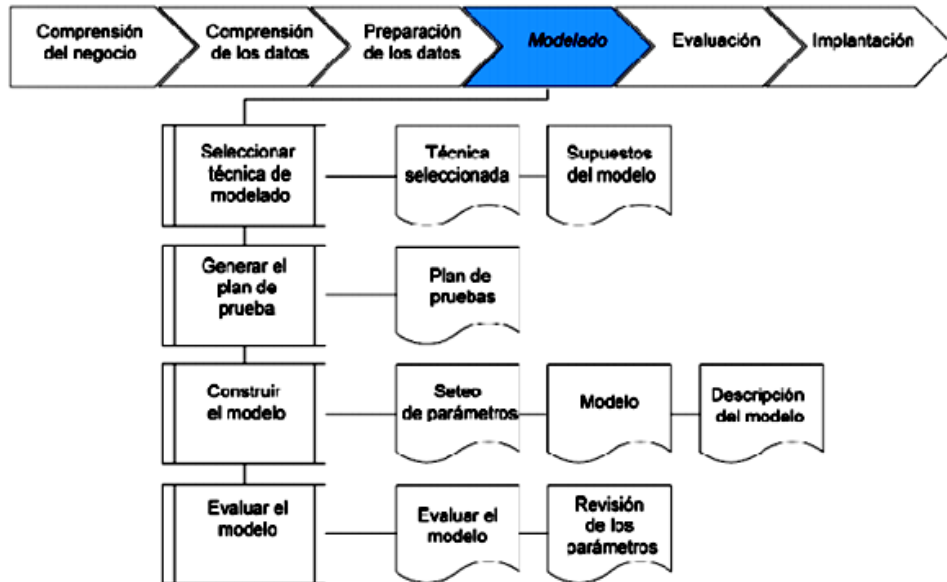 Comprensión
del negocio
Comprensión
de los datos
Preparación
de los datos
Modelado
Evaluación
Implantación
Seleccionar
técnica de
modelado
Técnica
seleccionada
Supuestos
del modelo
Generar el
plan de
prueba
Plan de
pruebas
Construir
el modelo
Seteo
de parámetros
Modelo
Descripción
del modelo
Evaluar el
modelo
Evaluar el
modelo
Revisión
de los
parámetros